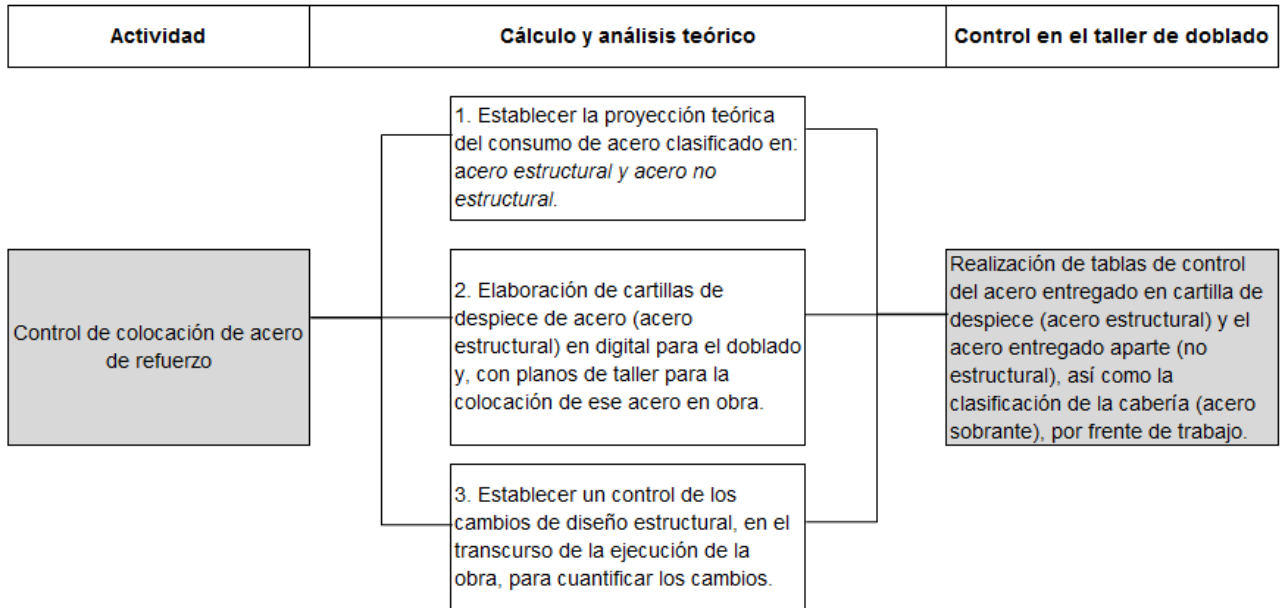 Actividad
Cálculo y análisis teórico
Control en el taller de doblado
1. Establecer la proyección teórica
del consumo de acero clasificado en:
acero estructural y acero no
estructural.
Control de colocación de acero
de refuerzo
2. Elaboración de cartillas de
despiece de acero (acero
estructural) en digital para el doblado
y, con planos de taller para la
colocación de ese acero en obra.
3. Establecer un control de los
cambios de diseño estructural, en el
transcurso de la ejecución de la
obra, para cuantificar los cambios.
Realización de tablas de control
del acero entregado en cartilla de
despiece (acero estructural) y el
acero entregado aparte (no
estructural), así como la
clasificación de la cabería (acero
sobrante), por frente de trabajo.